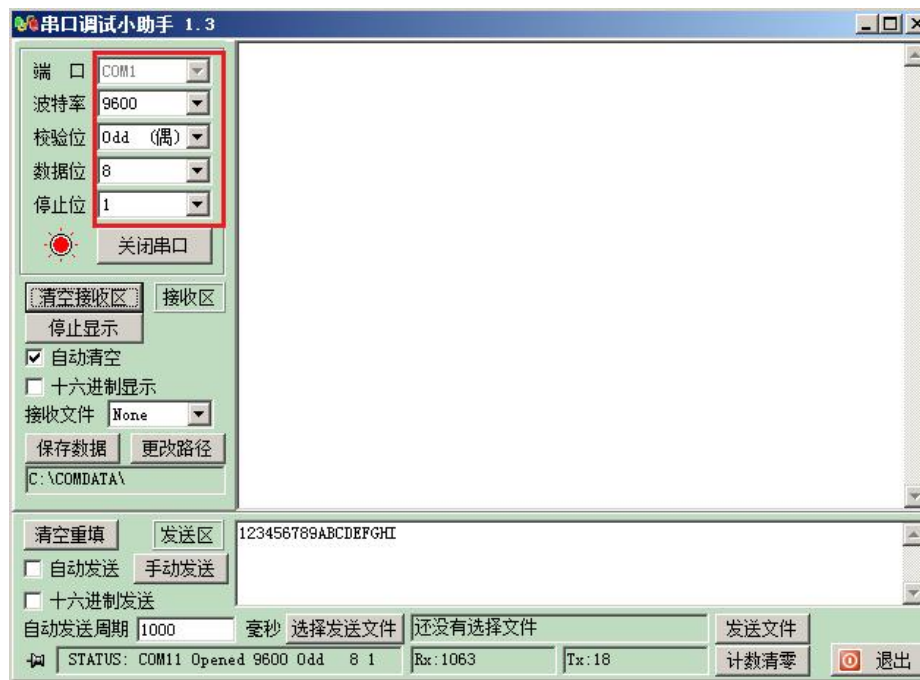 串口调试小助手 1.3
端 口 COM1
波特率 9600
校验位 Odd (偶)
数据位 8
停止位 1
关闭串口
清空接收区 接收区
停止显示
自动清空
十六进制显示
接收文件 None
保存数据 更改路径
C:\COMDATA\
清空重填 发送区 123456789ABCDEFGHI
自动发送 手动发送
十六进制发送
自动发送周期 1000 毫秒 选择发送文件 还没有选择文件 发送文件
STATUS: COM11 Opened 9600 Odd 8 1 Rx:1063 Tx:18 计数清零 退出